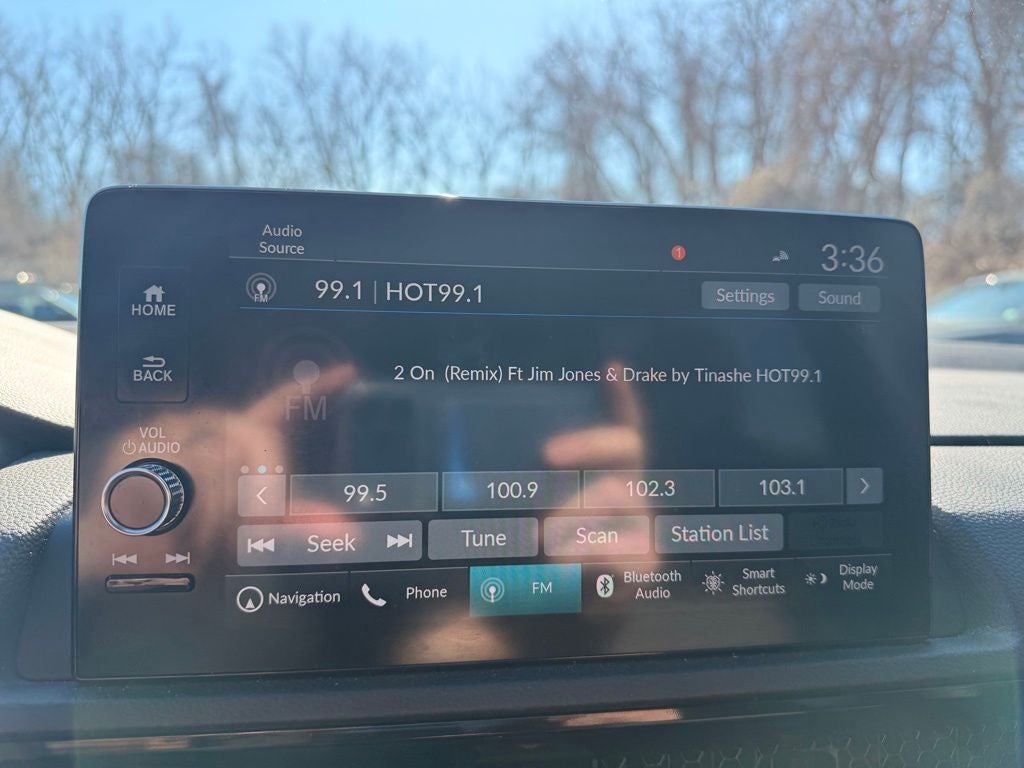 Audio
Source
1
3:36
FM
99.1 | HOT99.1
Settings
Sound
HOME
BACK
VOL
AUDIO
FM
2 On (Remix) Ft Jim Jones & Drake by Tinashe HOT99.1
99.5
100.9
102.3
103.1
Seek
Tune
Scan
Station List
Navigation
Phone
FM
Bluetooth
Audio
Smart
Shortcuts
Display
Mode